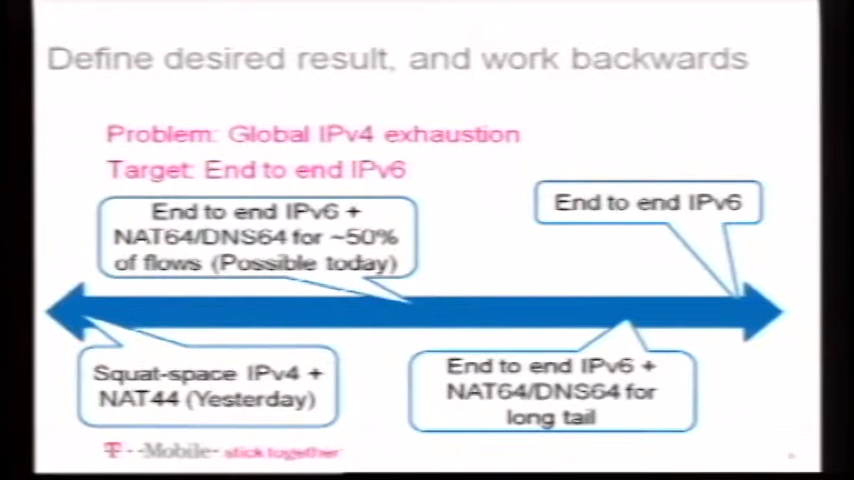 Define desired result, and work backwards
Problem: Global IPv4 exhaustion
Target: End to end IPv6
End to end IPv6 +
NAT64/DNS64 for ~50%
of flows (Possible today)
End to end IPv6
Squat-space IPv4 +
NAT44 (Yesterday)
End to end IPv6 +
NAT64/DNS64 for
long tail
T··Mobile· stick together